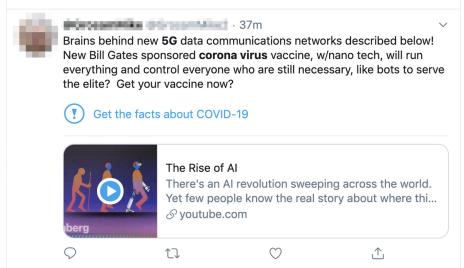 · 37m
Brains behind new 5G data communications networks described below!
New Bill Gates sponsored corona virus vaccine, w/nano tech, will run
everything and control everyone who are still necessary, like bots to serve
the elite?  Get your vaccine now?
Get the facts about COVID-19
The Rise of AI
There's an AI revolution sweeping across the world.
Yet few people know the real story about where thi...
youtube.com
berg